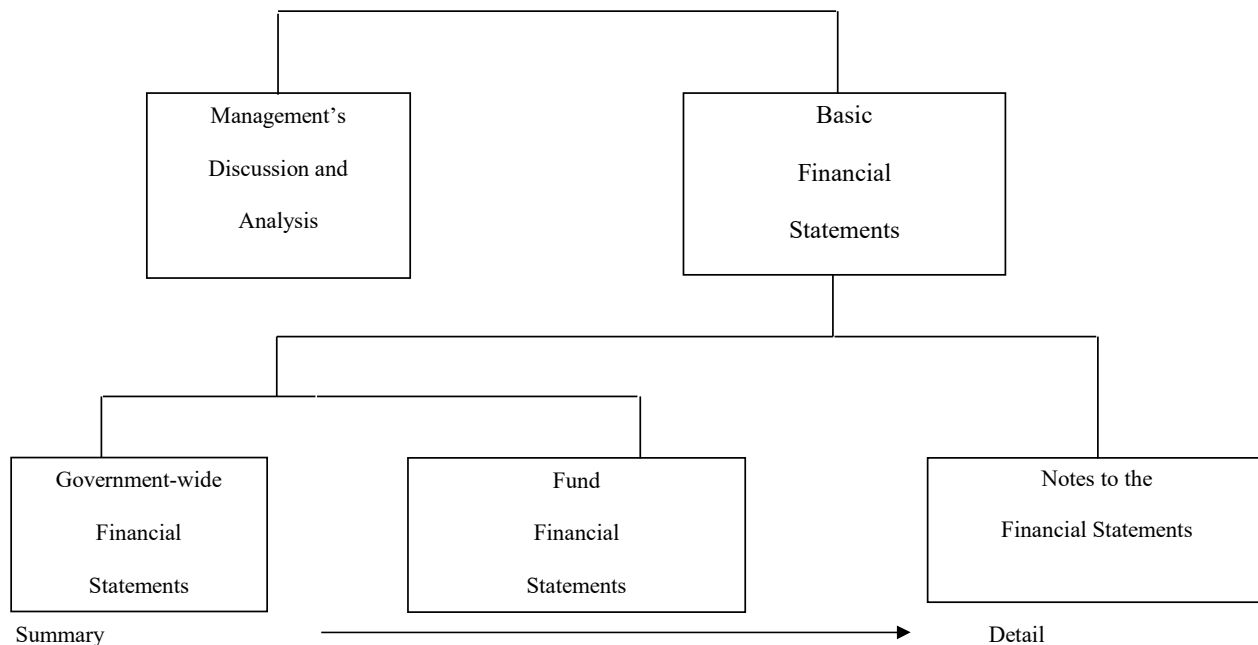 Management’s
Discussion and
Analysis
Basic
Financial
Statements
Government-wide
Financial
Statements
Fund
Financial
Statements
Notes to the
Financial Statements
Summary
Detail